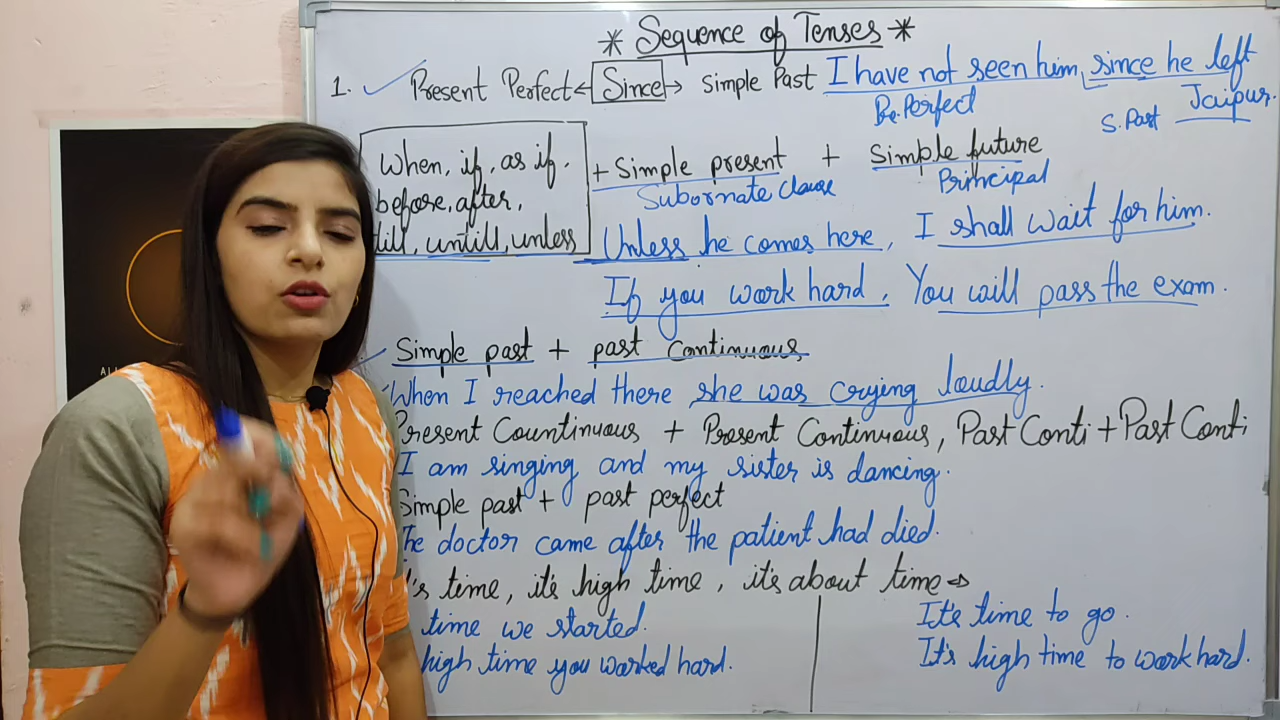 * Sequence of Tenses *
1. Present Perfect ← Since → Simple Past I have not seen him, since he left
Pre. Perfect S. Past Jaipur.
When, if, as if, + Simple present + Simple future
Subornate Clause Principal
before, after,
till, untill, unless Unless he comes here, I shall wait for him.
If you work hard, You will pass the exam.
Simple past + past Continuous
When I reached there she was crying loudly.
Present Countinuous + Present Continuous, Past Conti + Past Conti
I am singing and my sister is dancing.
Simple past + past perfect
The doctor came after the patient had died.
time, it's high time, it's about time ⇒
time we started. It's time to go.
high time you worked hard. It's high time to work hard.